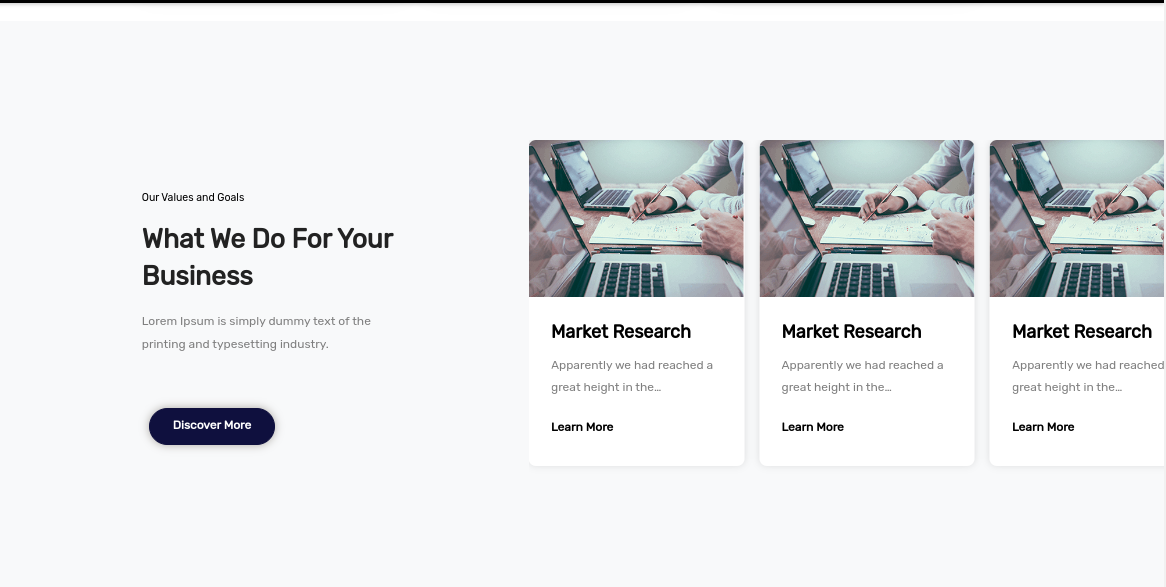 Our Values and Goals
What We Do For Your
Business
Lorem Ipsum is simply dummy text of the
printing and typesetting industry.
Discover More
Market Research
Apparently we had reached a
great height in the...
Learn More
Market Research
Apparently we had reached a
great height in the...
Learn More
Market Research
Apparently we had reached
great height in the...
Learn More